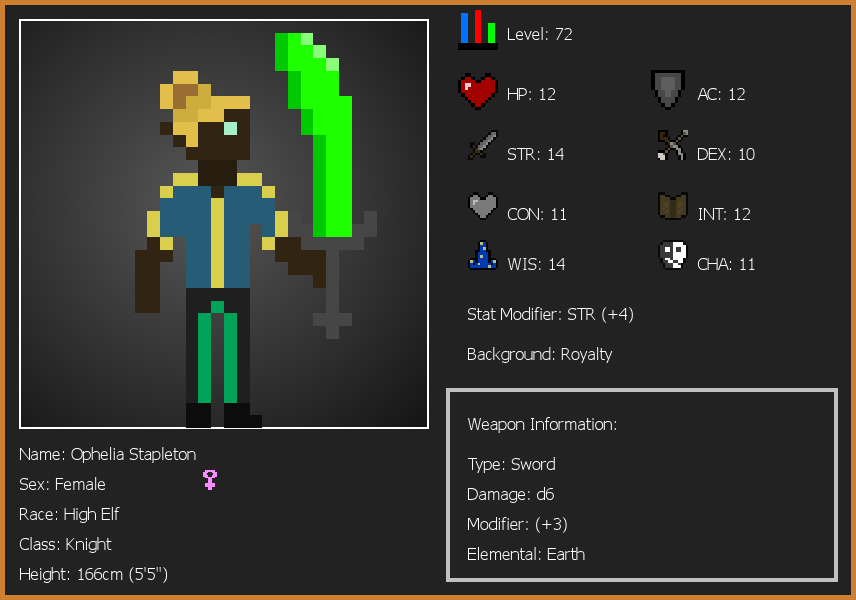 Level: 72
HP: 12
AC: 12
STR: 14
DEX: 10
CON: 11
INT: 12
WIS: 14
CHA: 11
Stat Modifier: STR (+4)
Background: Royalty
Weapon Information:
Type: Sword
Damage: d6
Modifier: (+3)
Elemental: Earth
Name: Ophelia Stapleton
Sex: Female
Race: High Elf
Class: Knight
Height: 166cm (5'5")